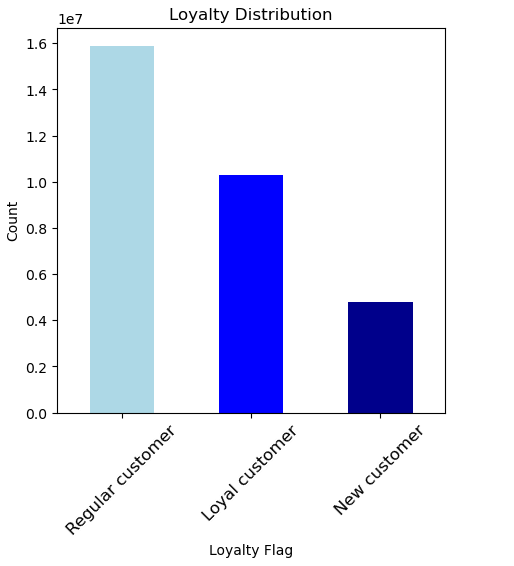 Loyalty Distribution
1e7
1.6
1.4
1.2
1.0
0.8
0.6
0.4
0.2
0.0
Count
Regular customer
Loyal customer
New customer
Loyalty Flag